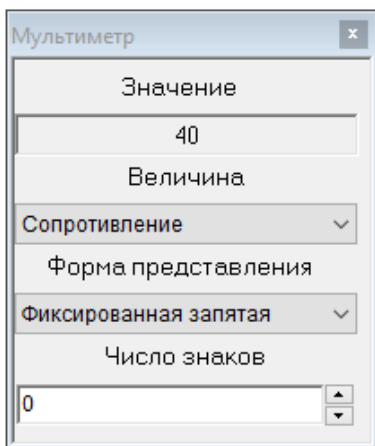 Мультиметр
Значение
40
Величина
Сопротивление
Форма представления
Фиксированная запятая
Число знаков
0